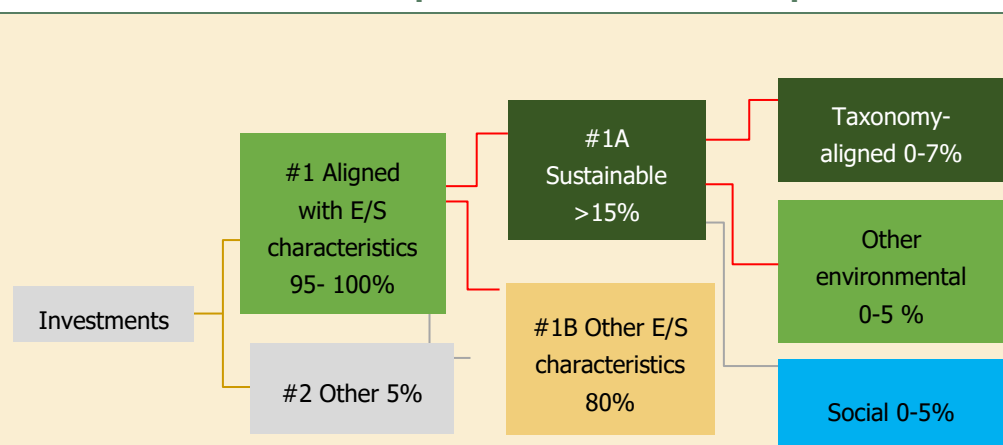 Investments
#1 Aligned
with E/S
characteristics
95- 100%
#2 Other 5%
#1A
Sustainable
>15%
#1B Other E/S
characteristics
80%
Taxonomy-
aligned 0-7%
Other
environmental
0-5 %
Social 0-5%